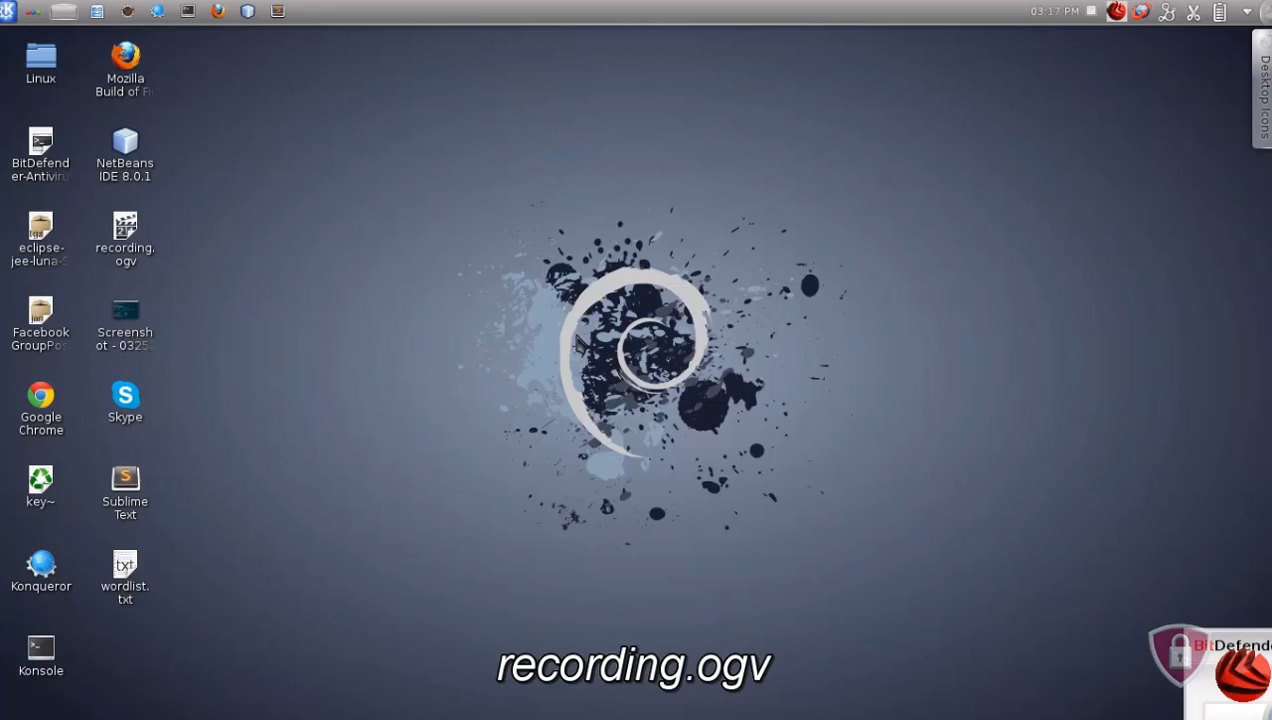 03:17 PM
Desktop Icons
Linux
Mozilla
Build of Fi
BitDefend
er-Antiviru
NetBeans
IDE 8.0.1
eclipse-
jee-luna-S
recording.
ogv
Facebook
GroupPos
Screensh
ot - 0325
Google
Chrome
Skype
key~
Sublime
Text
Konqueror
wordlist.
txt
Konsole
recording.ogv
BitDefende